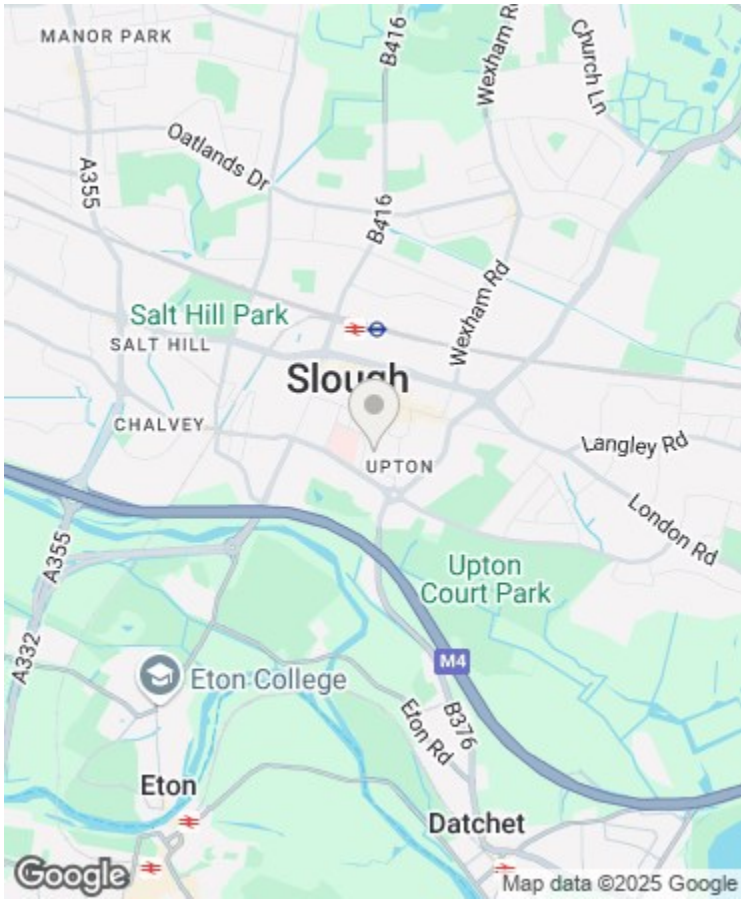 MANOR PARK
B416
Wexham Rd
Church Ln
Oatlands Dr
A355
B416
Wexham Rd
Salt Hill Park
SALT HILL
Slough
CHALVEY
UPTON
Langley Rd
London Rd
A355
Upton
Court Park
A332
M4
Eton College
B376
Eton Rd
Eton
Datchet
Google
Map data ©2025 Google